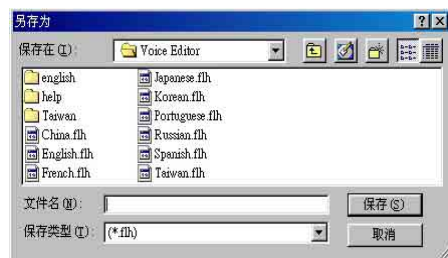 另存为
保存在(I): Voice Editor
english
help
Taiwan
China.flh
English.flh
French.flh
Japanese.flh
Korean.flh
Portuguese.flh
Russian.flh
Spanish.flh
Taiwan.flh
文件名(N): 保存(S)
保存类型(T): (*.flh) 取消